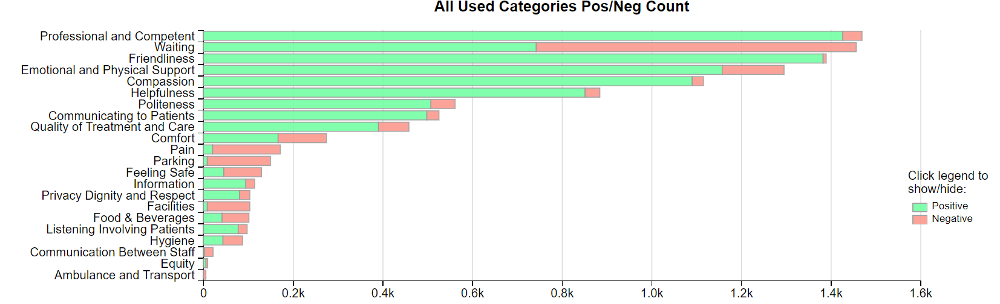 All Used Categories Pos/Neg Count
Professional and Competent
Waiting
Friendliness
Emotional and Physical Support
Compassion
Helpfulness
Politeness
Communicating to Patients
Quality of Treatment and Care
Comfort
Pain
Parking
Feeling Safe
Information
Privacy Dignity and Respect
Facilities
Food & Beverages
Listening Involving Patients
Hygiene
Communication Between Staff
Equity
Ambulance and Transport
0 0.2k 0.4k 0.6k 0.8k 1.0k 1.2k 1.4k 1.6k
Click legend to
show/hide:
Positive
Negative